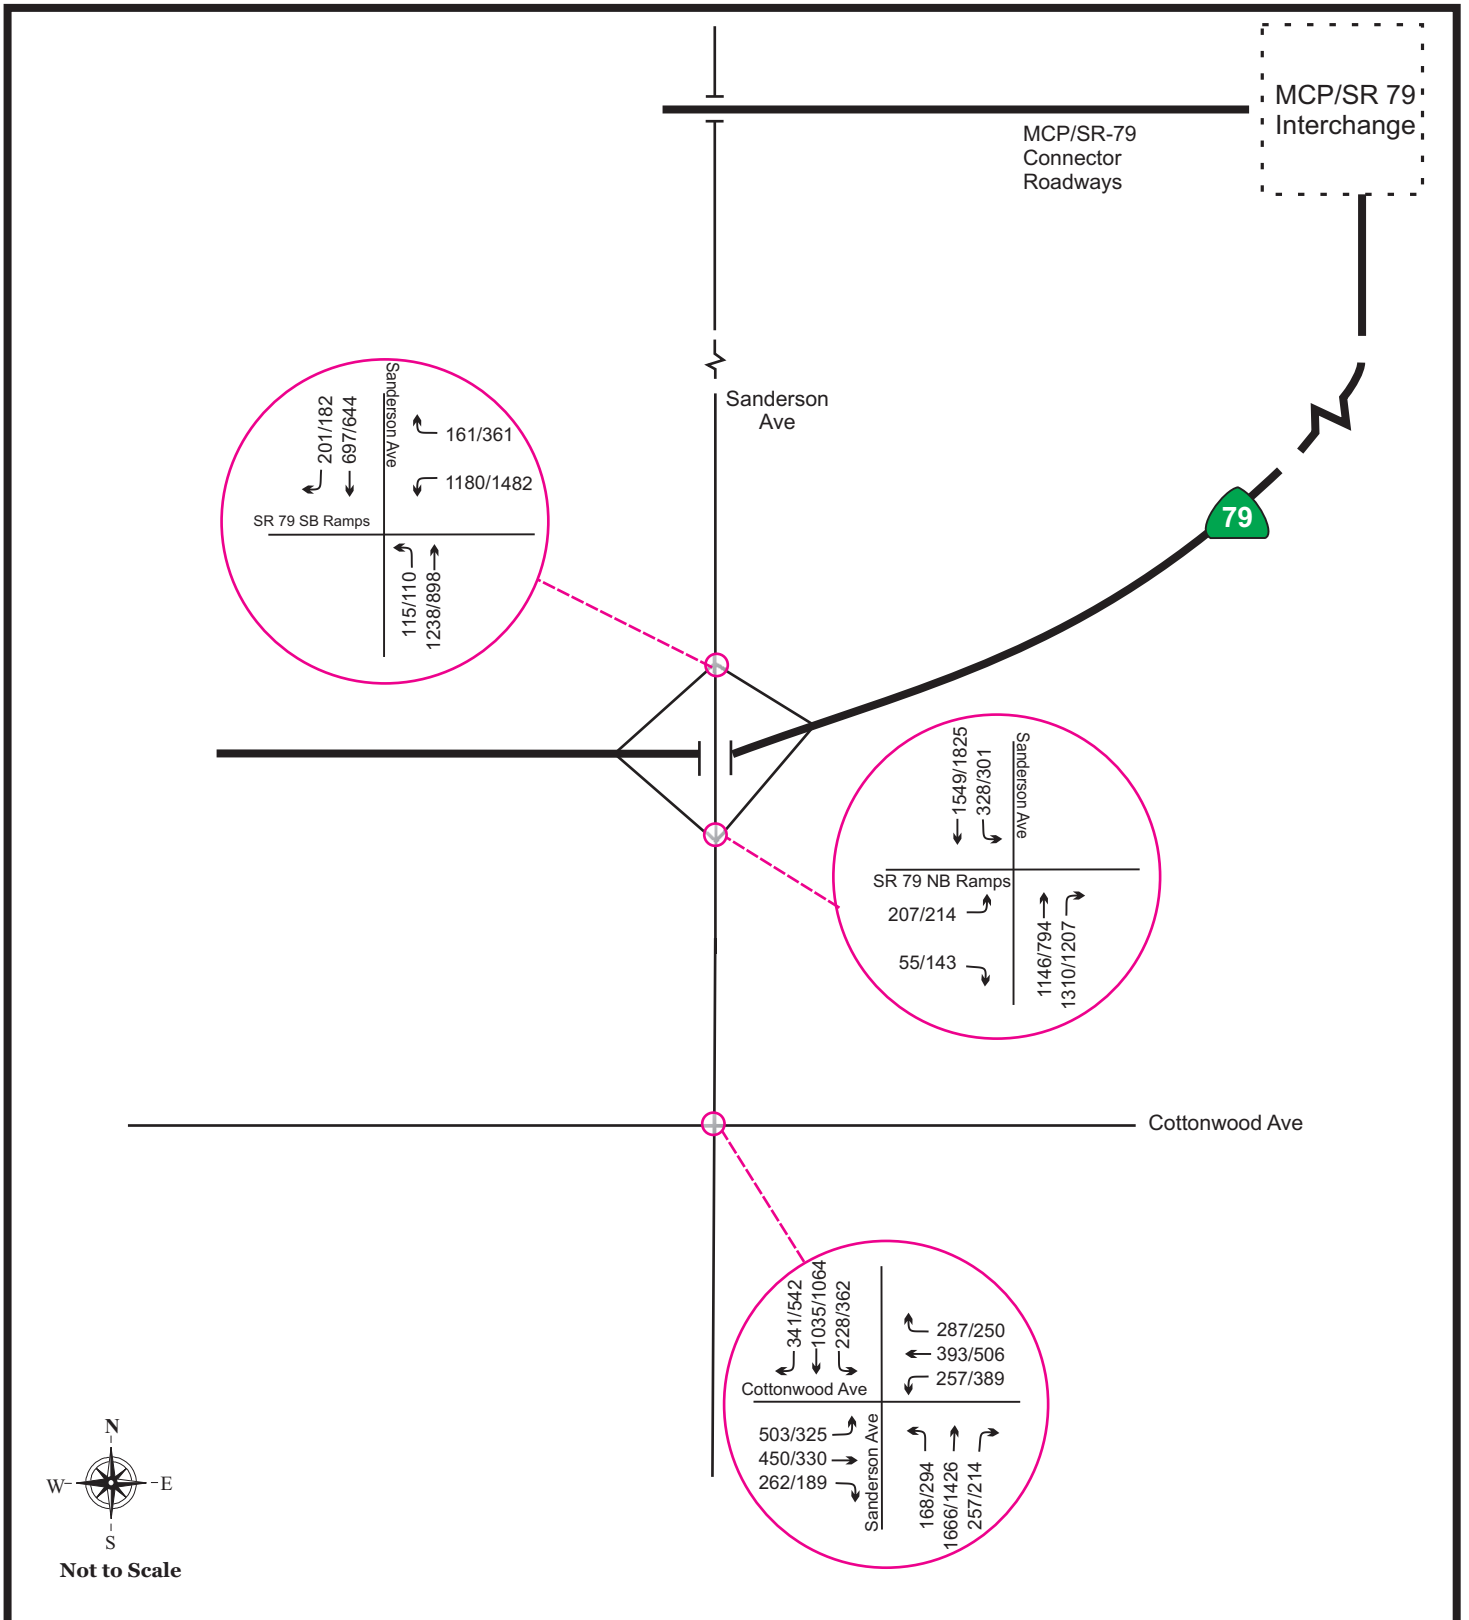 MCP/SR 79
Interchange
MCP/SR-79
Connector
Roadways
Sanderson
Ave
Sanderson Ave
201/182
697/644
161/361
1180/1482
SR 79 SB Ramps
115/110
1238/898
79
Sanderson Ave
1549/1825
328/301
SR 79 NB Ramps
207/214
55/143
1146/794
1310/1207
Cottonwood Ave
341/542
1035/1064
228/362
287/250
393/506
257/389
Cottonwood Ave
Sanderson Ave
503/325
450/330
262/189
168/294
1666/1426
257/214
N
W
E
S
Not to Scale